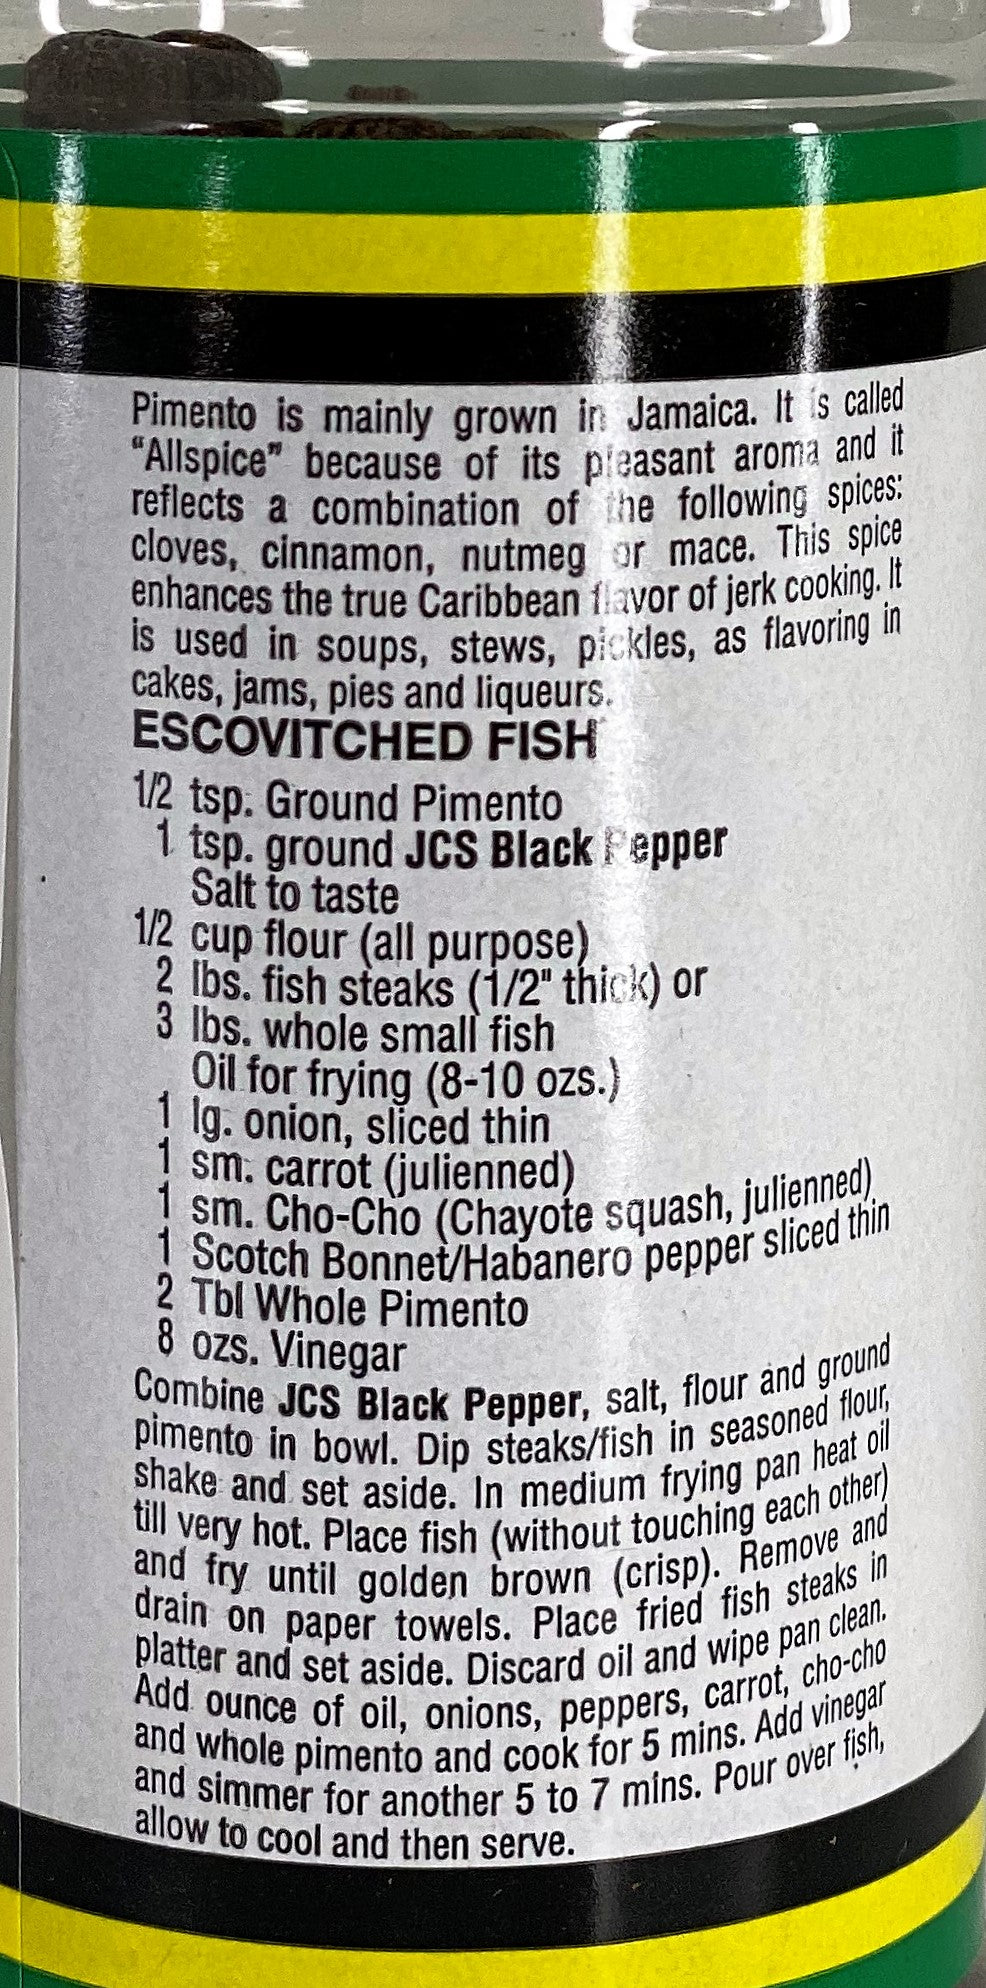 Pimento is mainly grown in Jamaica. It is called
“Allspice” because of its pleasant aroma and it
reflects a combination of the following spices:
cloves, cinnamon, nutmeg or mace. This spice
enhances the true Caribbean flavor of jerk cooking. It
is used in soups, stews, pickles, as flavoring in
cakes, jams, pies and liqueurs.
ESCOVITCHED FISH
1/2 tsp. Ground Pimento
1 tsp. ground JCS Black Pepper
Salt to taste
1/2 cup flour (all purpose)
2 lbs. fish steaks (1/2" thick) or
3 lbs. whole small fish
Oil for frying (8-10 ozs.)
1 lg. onion, sliced thin
1 sm. carrot (julienned)
1 sm. Cho-Cho (Chayote squash, julienned)
1 Scotch Bonnet/Habanero pepper sliced thin
2 Tbl Whole Pimento
8 ozs. Vinegar
Combine JCS Black Pepper, salt, flour and ground
pimento in bowl. Dip steaks/fish in seasoned flour,
shake and set aside. In medium frying pan heat oil
till very hot. Place fish (without touching each other)
and fry until golden brown (crisp). Remove and
drain on paper towels. Place fried fish steaks in
platter and set aside. Discard oil and wipe pan clean.
Add ounce of oil, onions, peppers, carrot, cho-cho
and whole pimento and cook for 5 mins. Add vinegar
and simmer for another 5 to 7 mins. Pour over fish,
allow to cool and then serve.